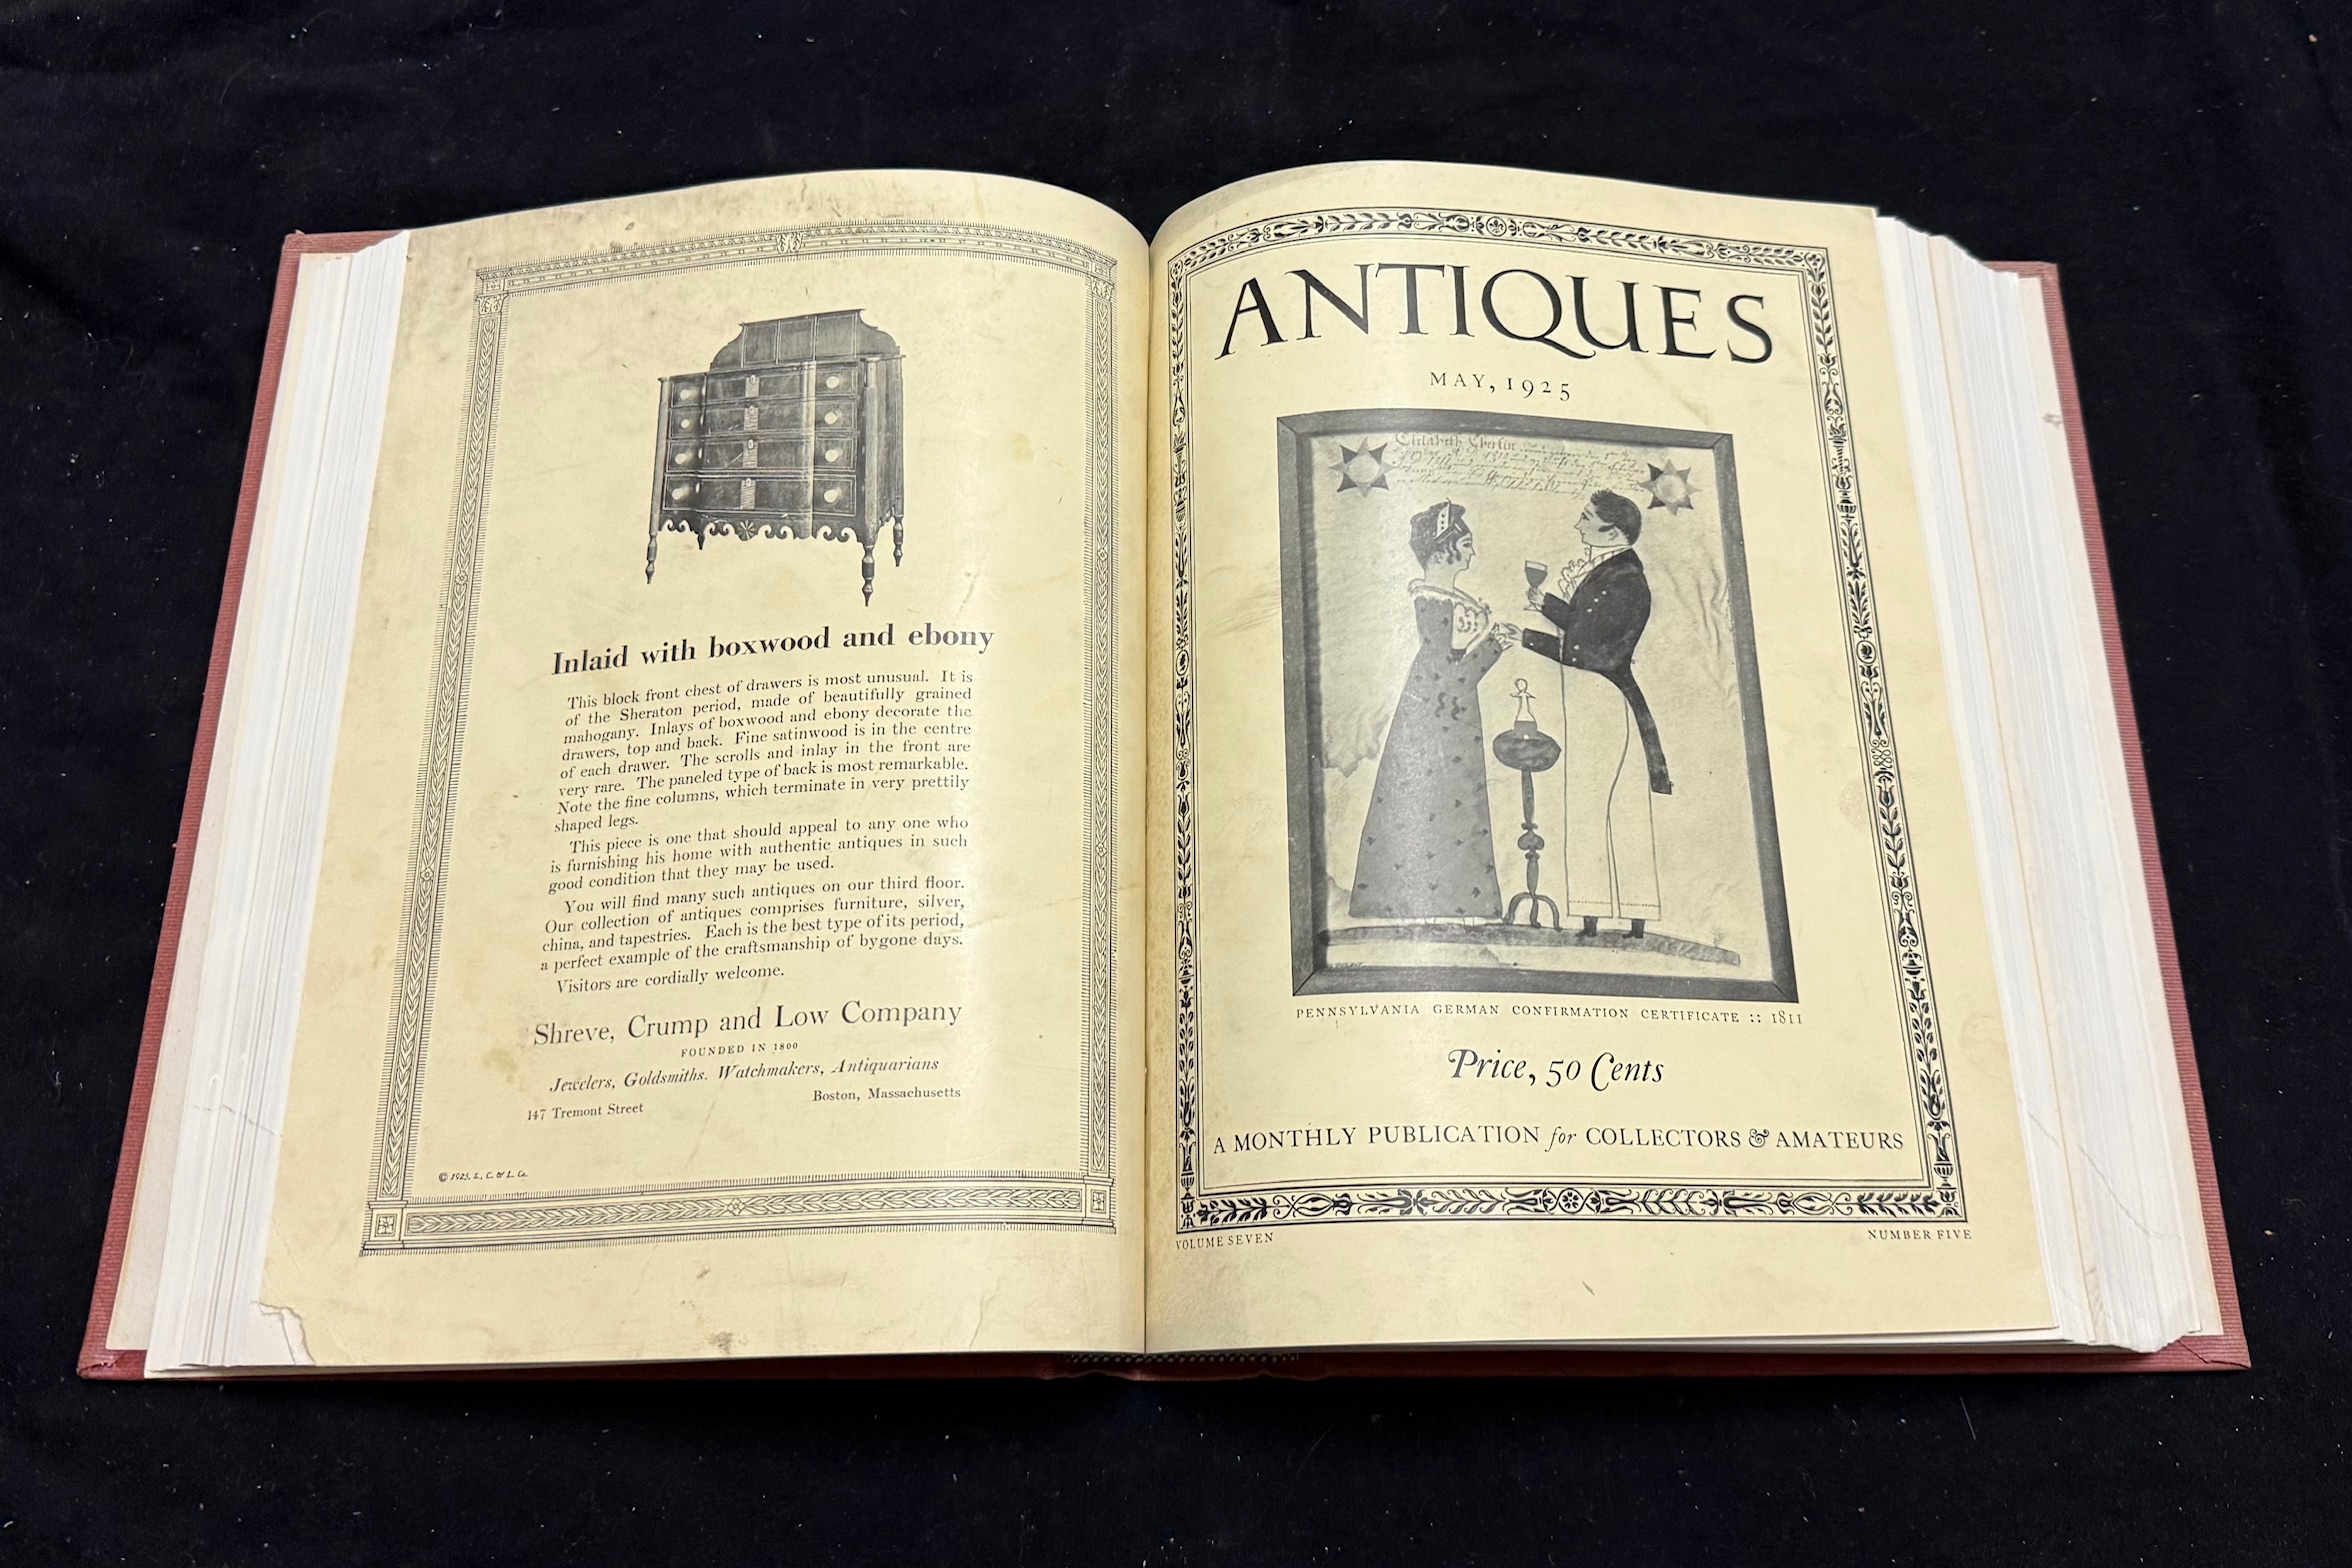 Inlaid with boxwood and ebony
This block front chest of drawers is most unusual. It is
of the Sheraton period, made of beautifully grained
mahogany. Inlays of boxwood and ebony decorate the
drawers, top and back. Fine satinwood is in the centre
of each drawer. The scrolls and inlay in the front are
very rare. The paneled type of back is most remarkable.
Note the fine columns, which terminate in very prettily
shaped legs.
This piece is one that should appeal to any one who
is furnishing his home with authentic antiques in such
good condition that they may be used.
You will find many such antiques on our third floor.
Our collection of antiques comprises furniture, silver,
china, and tapestries. Each is the best type of its period,
a perfect example of the craftsmanship of bygone days.
Visitors are cordially welcome.
Shreve, Crump and Low Company
FOUNDED IN 1800
Jewelers, Goldsmiths. Watchmakers, Antiquarians
147 Tremont Street Boston, Massachusetts
© 1925, S., C. & L. Co.
ANTIQUES
MAY, 1925
Elisabeth
PENNSYLVANIA GERMAN CONFIRMATION CERTIFICATE :: 1811
Price, 50 Cents
A MONTHLY PUBLICATION for COLLECTORS & AMATEURS
VOLUME SEVEN NUMBER FIVE